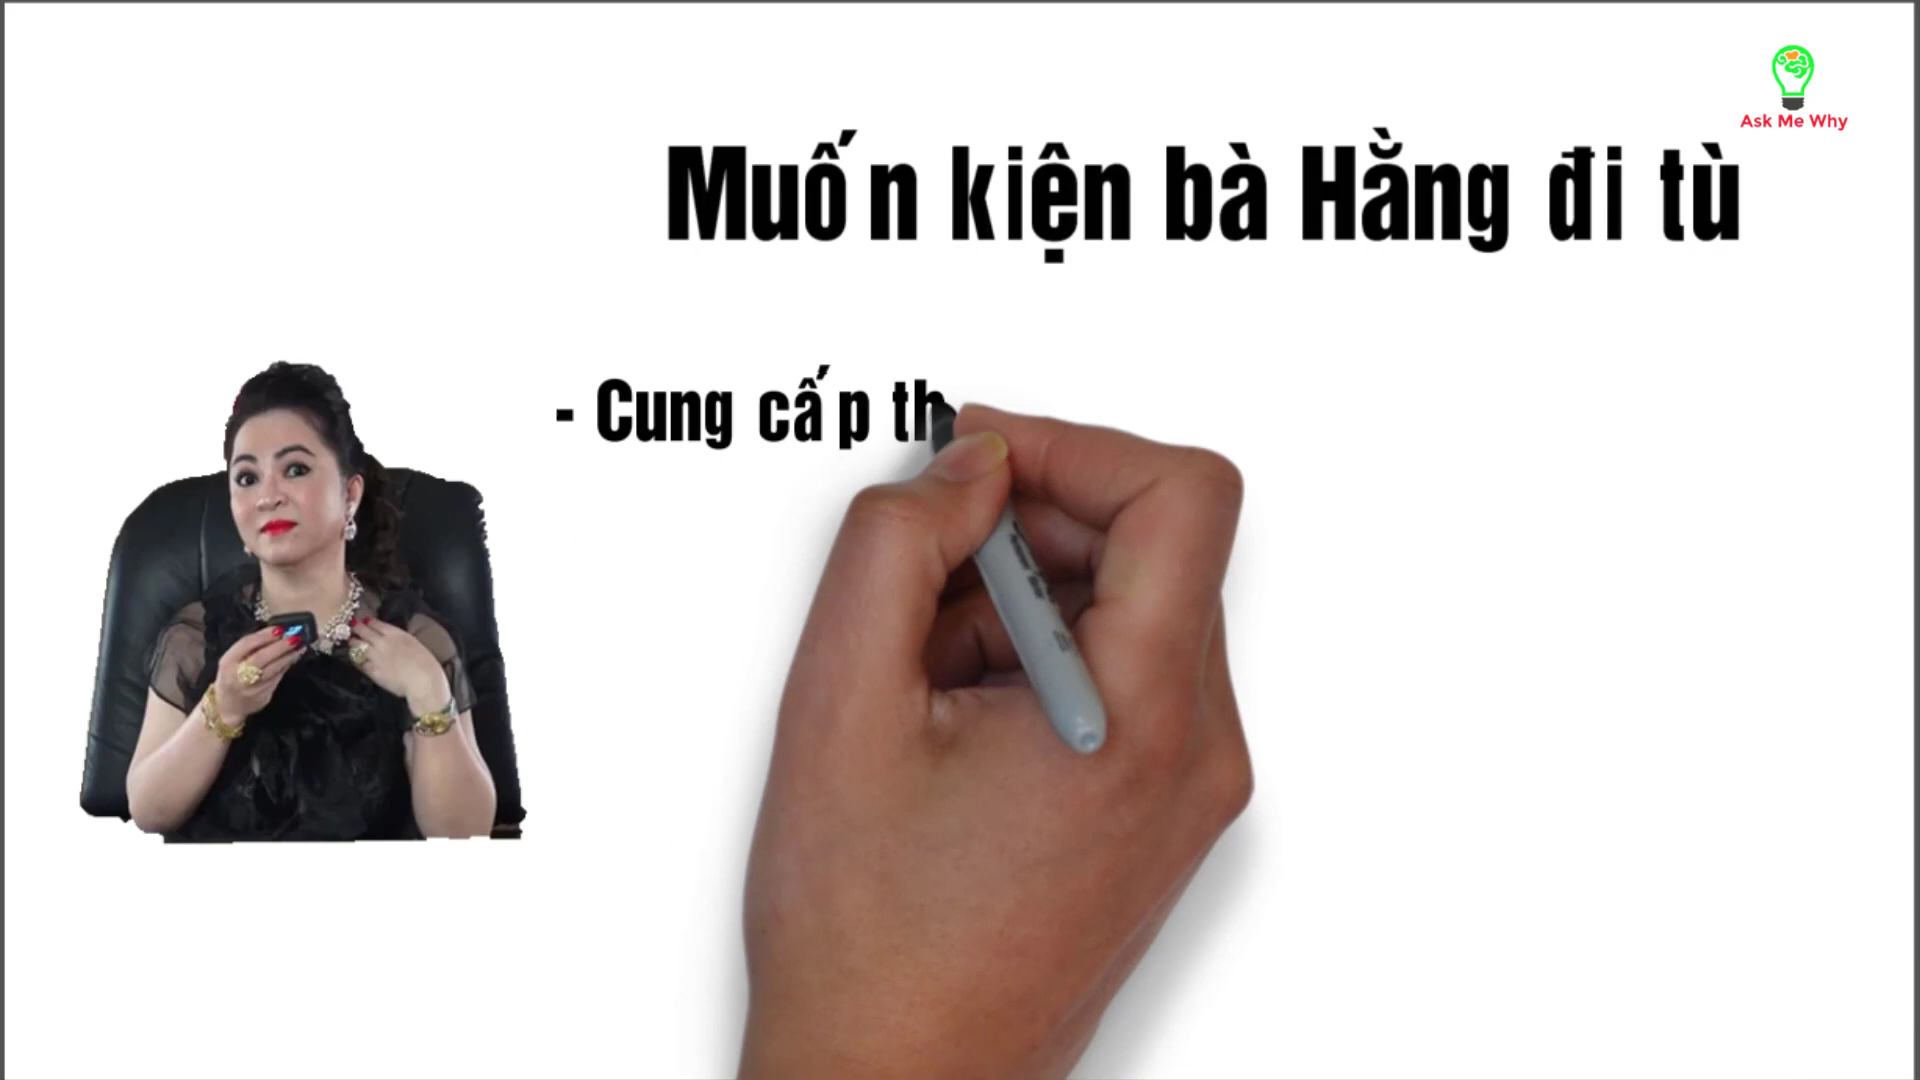 Ask Me Why
Muốn kiện bà Hằng đi tù
- Cung cấp th